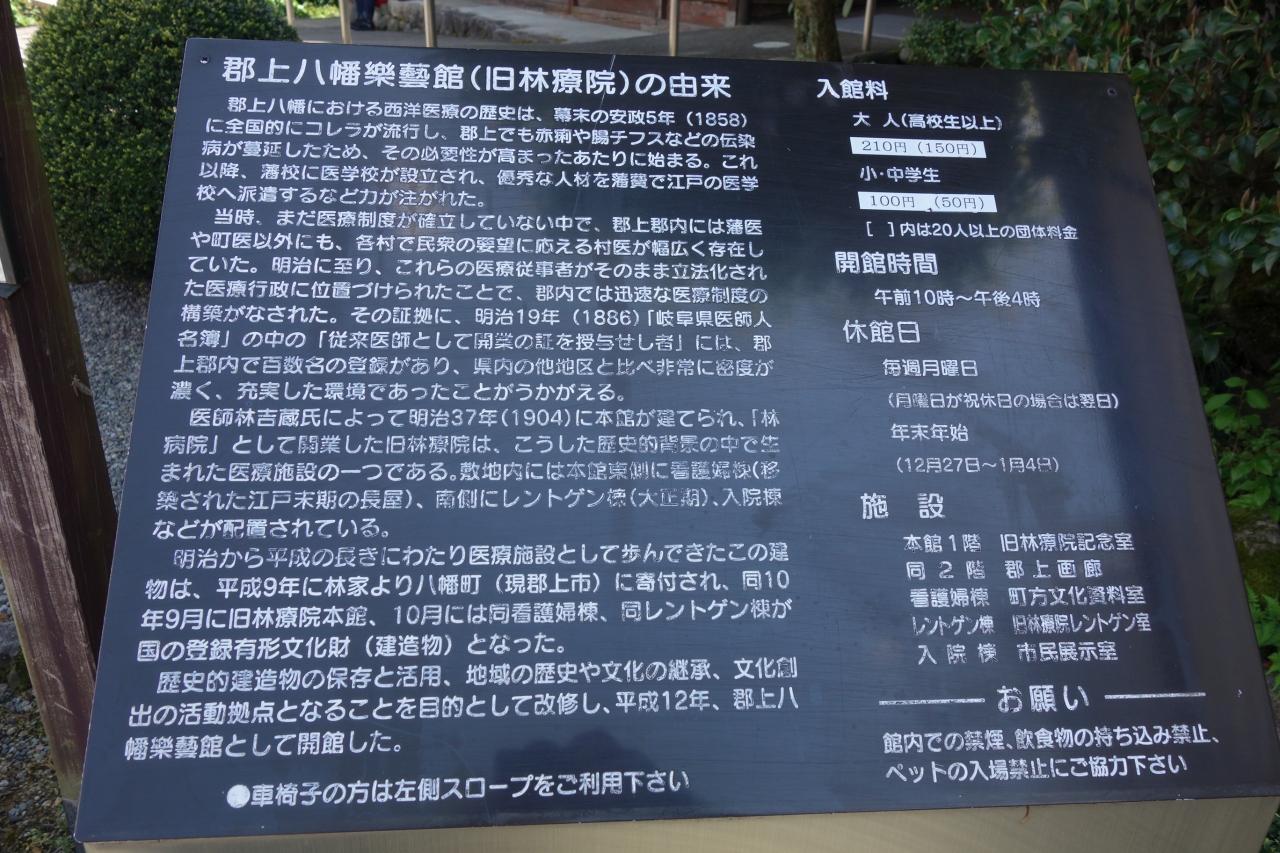 郡上八幡樂藝館(旧林療院)の由来
郡上八幡における西洋医療の歴史は、幕末の安政5年(1858)
に全国的にコレラが流行し、郡上でも赤痢や腸チフスなどの伝染
病が蔓延したため、その必要性が高まったあたりに始まる。これ
以降、藩校に医学校が設立され、優秀な人材を藩費で江戸の医学
校へ派遣するなど力が注がれた。
当時、まだ医療制度が確立していない中で、郡上郡内には藩医
や町医以外にも、各村で民衆の要望に応える村医が幅広く存在し
ていた。明治に至り、これらの医療従事者がそのまま立法化され
た医療行政に位置づけられたことで、郡内では迅速な医療制度の
構築がなされた。その証拠に、明治19年(1886)「岐阜県医師人
名簿」の中の「従来医師として開業の証を授与せし者」には、郡
上郡内で百数名の登録があり、県内の他地区と比べ非常に密度が
濃く、充実した環境であったことがうかがえる。
医師林吉蔵氏によって明治37年(1904)に本館が建てられ、「林
病院」として開業した旧林療院は、こうした歴史的背景の中で生
まれた医療施設の一つである。敷地内には本館東側に看護婦棟(移
築された江戸末期の長屋)、南側にレントゲン棟(大正期)、入院棟
などが配置されている。
明治から平成の長きにわたり医療施設として歩んできたこの建
物は、平成9年に林家より八幡町(現郡上市)に寄付され、同10
年9月に旧林療院本館、10月には同看護婦棟、同レントゲン棟が
国の登録有形文化財(建造物)となった。
歴史的建造物の保存と活用、地域の歴史や文化の継承、文化創
出の活動拠点となることを目的として改修し、平成12年、郡上八
幡樂藝館として開館した。
●車椅子の方は左側スロープをご利用下さい
入館料
大 人(高校生以上)
210円(150円)
小・中学生
100円 (50円)
[ ]内は20人以上の団体料金
開館時間
午前10時~午後4時
休館日
毎週月曜日
(月曜日が祝休日の場合は翌日)
年末年始
(12月27日~1月4日)
施 設
本館1階 旧林療院記念室
同 2 階 郡上画廊
看護婦棟 町方文化資料室
レントゲン棟 旧林療院レントゲン室
入 院 棟 市民展示室
お願い
館内での禁煙、飲食物の持ち込み禁止、
ペットの入場禁止にご協力下さい